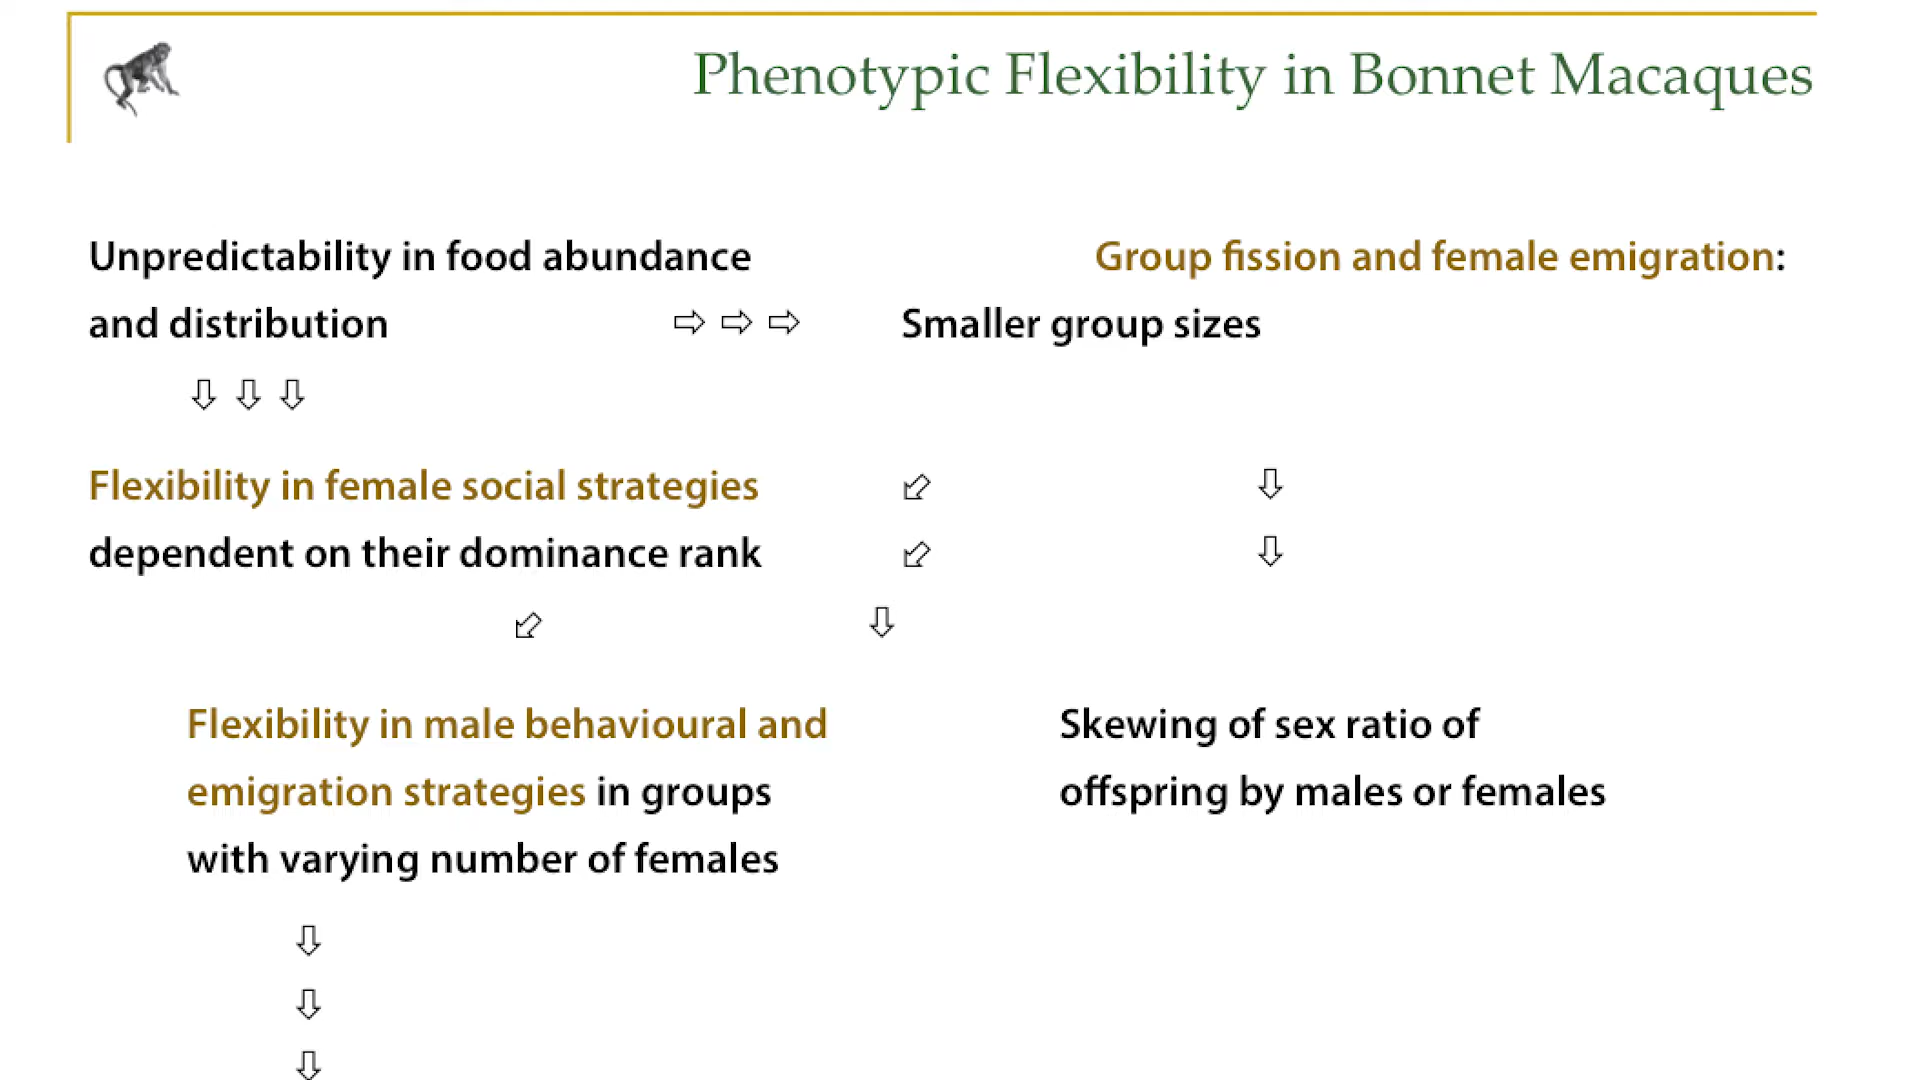 Phenotypic Flexibility in Bonnet Macaques
Unpredictability in food abundance
Group fission and female emigration:
and distribution ⇨ ⇨ ⇨ Smaller group sizes
⇩ ⇩ ⇩
Flexibility in female social strategies ⬃ ⇩
dependent on their dominance rank ⬃ ⇩
⬃ ⇩
Flexibility in male behavioural and
emigration strategies in groups
with varying number of females
Skewing of sex ratio of
offspring by males or females
⇩
⇩
⇩